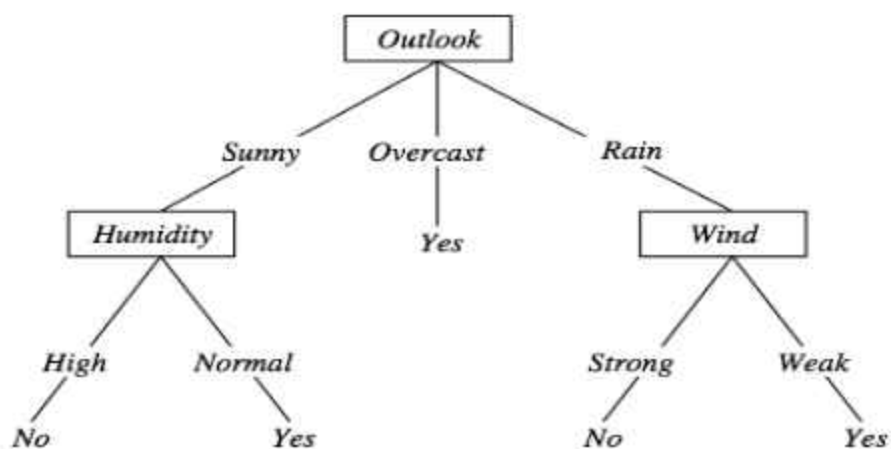 Outlook
Sunny Overcast Rain
Humidity Yes Wind
High Normal Strong Weak
No Yes No Yes